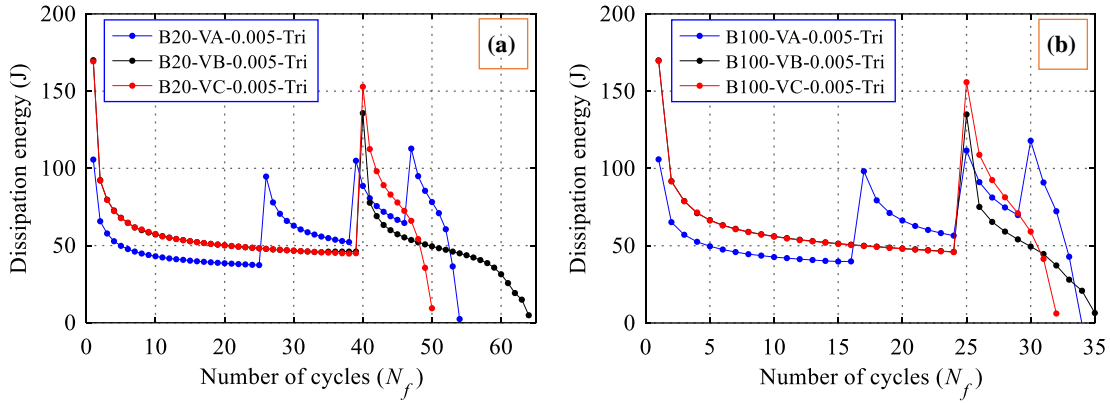 200
150
100
50
0
Dissipation energy (J)
B20-VA-0.005-Tri
B20-VB-0.005-Tri
B20-VC-0.005-Tri
(a)
0 10 20 30 40 50 60
Number of cycles (N_f)
200
150
100
50
0
Dissipation energy (J)
B100-VA-0.005-Tri
B100-VB-0.005-Tri
B100-VC-0.005-Tri
(b)
0 5 10 15 20 25 30 35
Number of cycles (N_f)